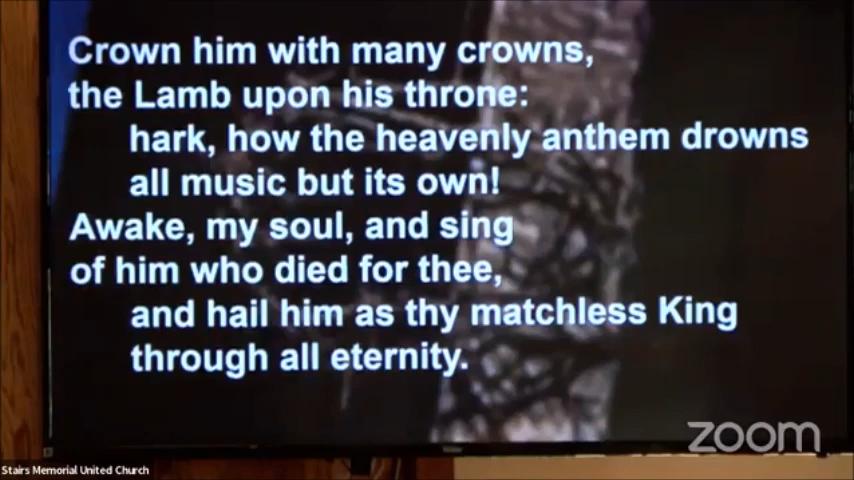 Crown him with many crowns,
the Lamb upon his throne:
hark, how the heavenly anthem drowns
all music but its own!
Awake, my soul, and sing
of him who died for thee,
and hail him as thy matchless King
through all eternity.
zoom
Stairs Memorial United Church